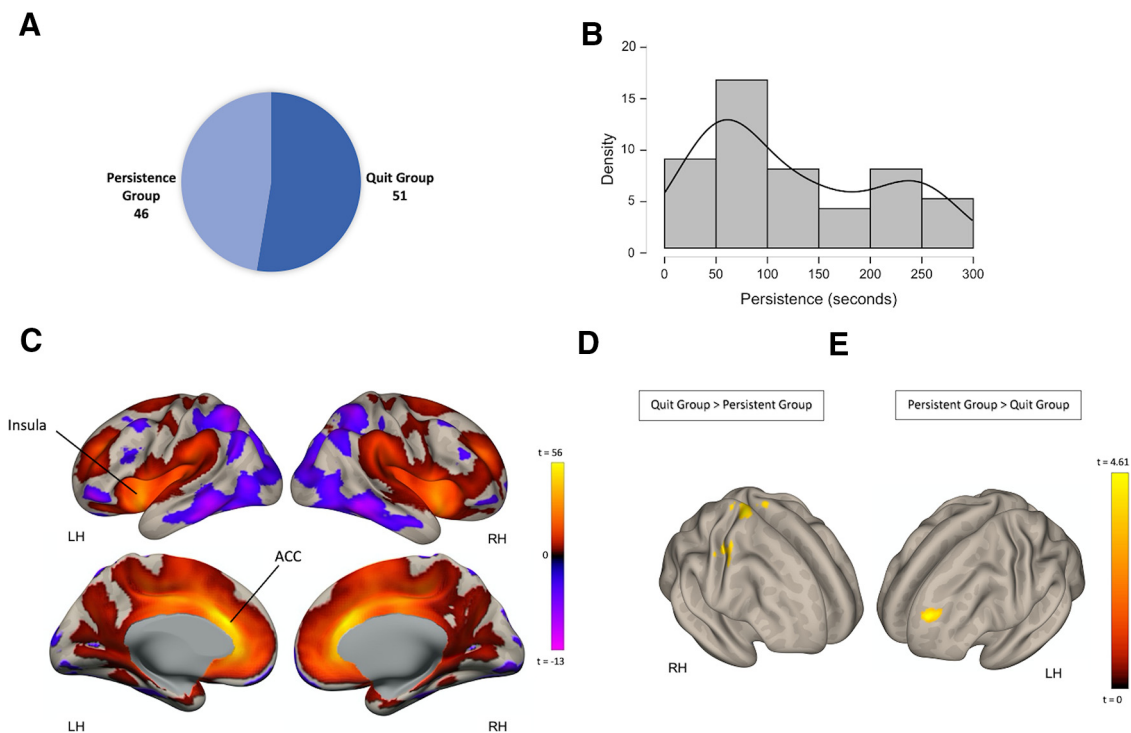 A
Persistence
Group
46
Quit Group
51
B
20
15
10
5
0
Density
0 50 100 150 200 250 300
Persistence (seconds)
C
Insula
LH
RH
ACC
LH
RH
t = 56
0
t = -13
D
Quit Group > Persistent Group
RH
E
Persistent Group > Quit Group
LH
t = 4.61
t = 0